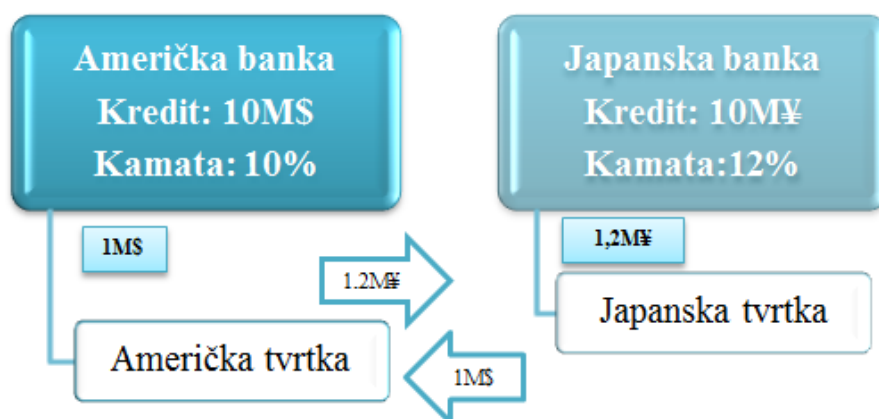 Američka banka
Kredit: 10M$
Kamata: 10%
Japanska banka
Kredit: 10M¥
Kamata:12%
1M$
1,2M¥
1.2M¥
Japanska tvrtka
Američka tvrtka
1M$